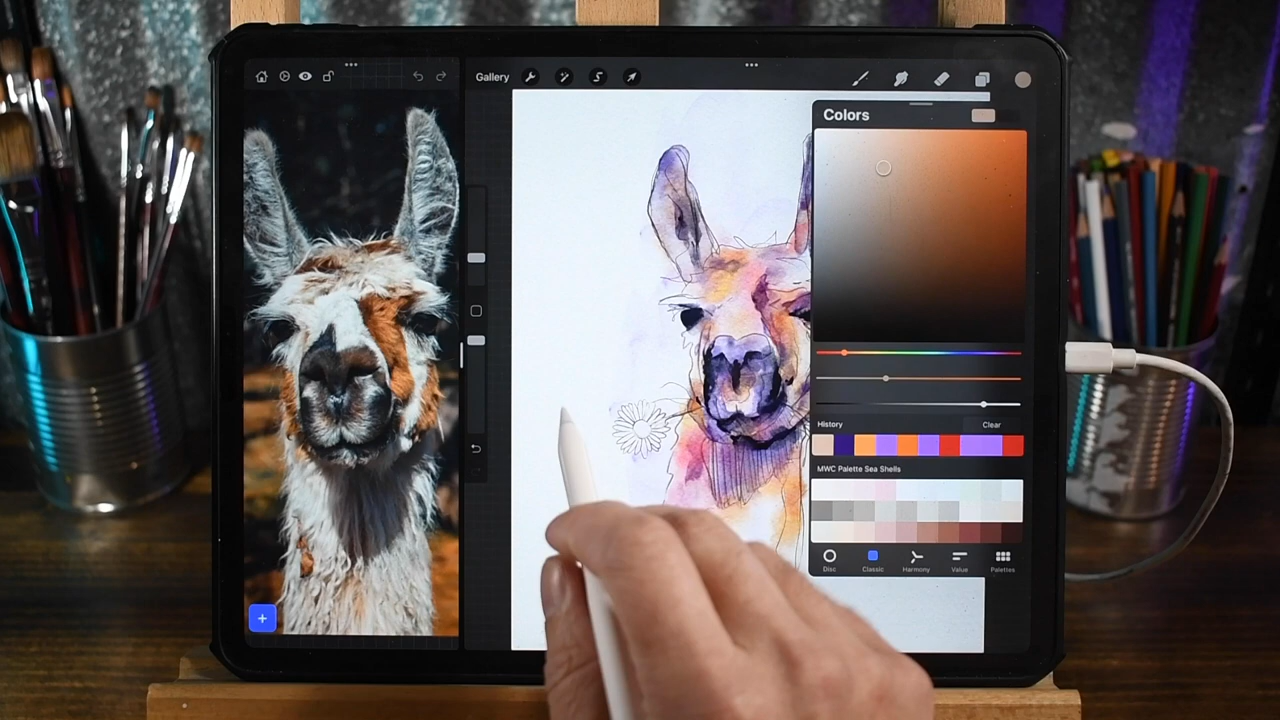 Gallery
Colors
History
Clear
MWC Palette Sea Shells
Disc
Classic
Harmony
Value
Palettes